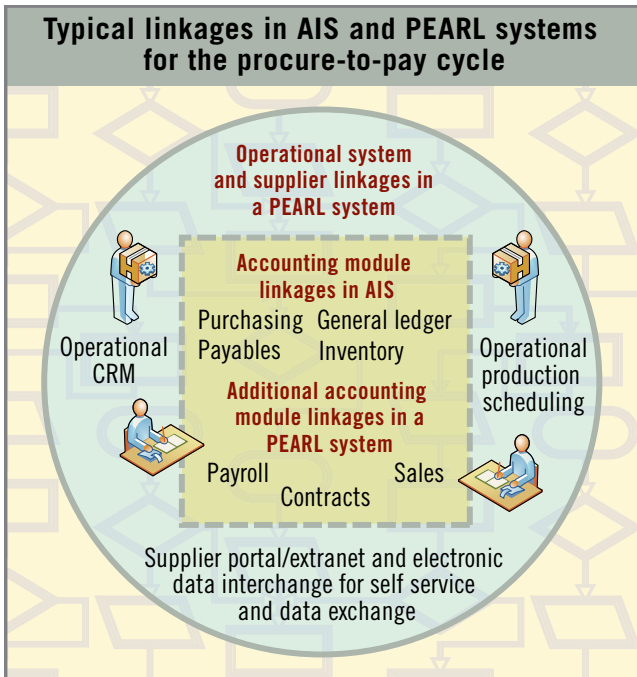 Typical linkages in AIS and PEARL systems
for the procure-to-pay cycle
Operational system
and supplier linkages in
a PEARL system
Accounting module
linkages in AIS
Purchasing General ledger
Payables Inventory
Operational
CRM
Operational
production
scheduling
Additional accounting
module linkages in a
PEARL system
Payroll
Sales
Contracts
Supplier portal/extranet and electronic
data interchange for self service
and data exchange